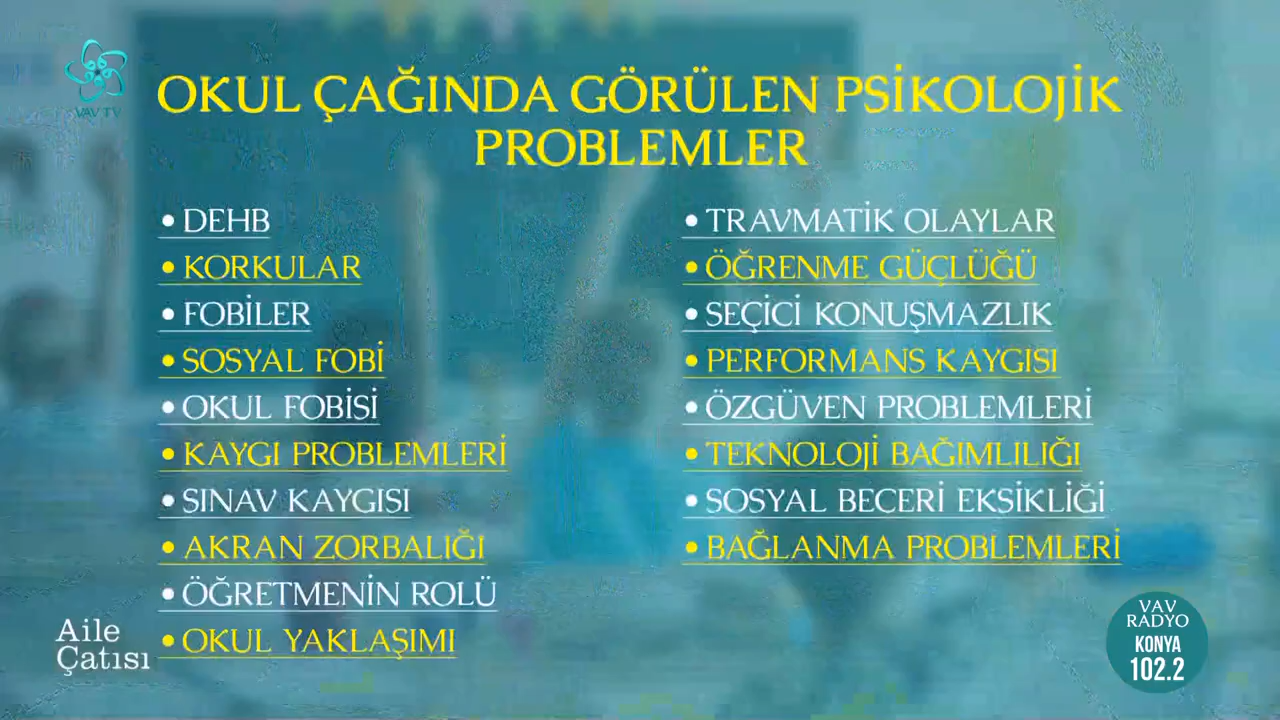 VAV TV
OKUL ÇAĞINDA GÖRÜLEN PSİKOLOJİK
PROBLEMLER
• DEHB
• KORKULAR
• FOBİLER
• SOSYAL FOBİ
• OKUL FOBİSİ
• KAYGI PROBLEMLERİ
• SINAV KAYGISI
• AKRAN ZORBALIĞI
• ÖĞRETMENİN ROLÜ
• OKUL YAKLAŞIMI
• TRAVMATİK OLAYLAR
• ÖĞRENME GÜÇLÜĞÜ
• SEÇİCİ KONUŞMAZLIK
• PERFORMANS KAYGISI
• ÖZGÜVEN PROBLEMLERİ
• TEKNOLOJİ BAĞIMLILIĞI
• SOSYAL BECERİ EKSİKLİĞİ
• BAĞLANMA PROBLEMLERİ
Aile
Çatısı
VAV
RADYO
KONYA
102.2